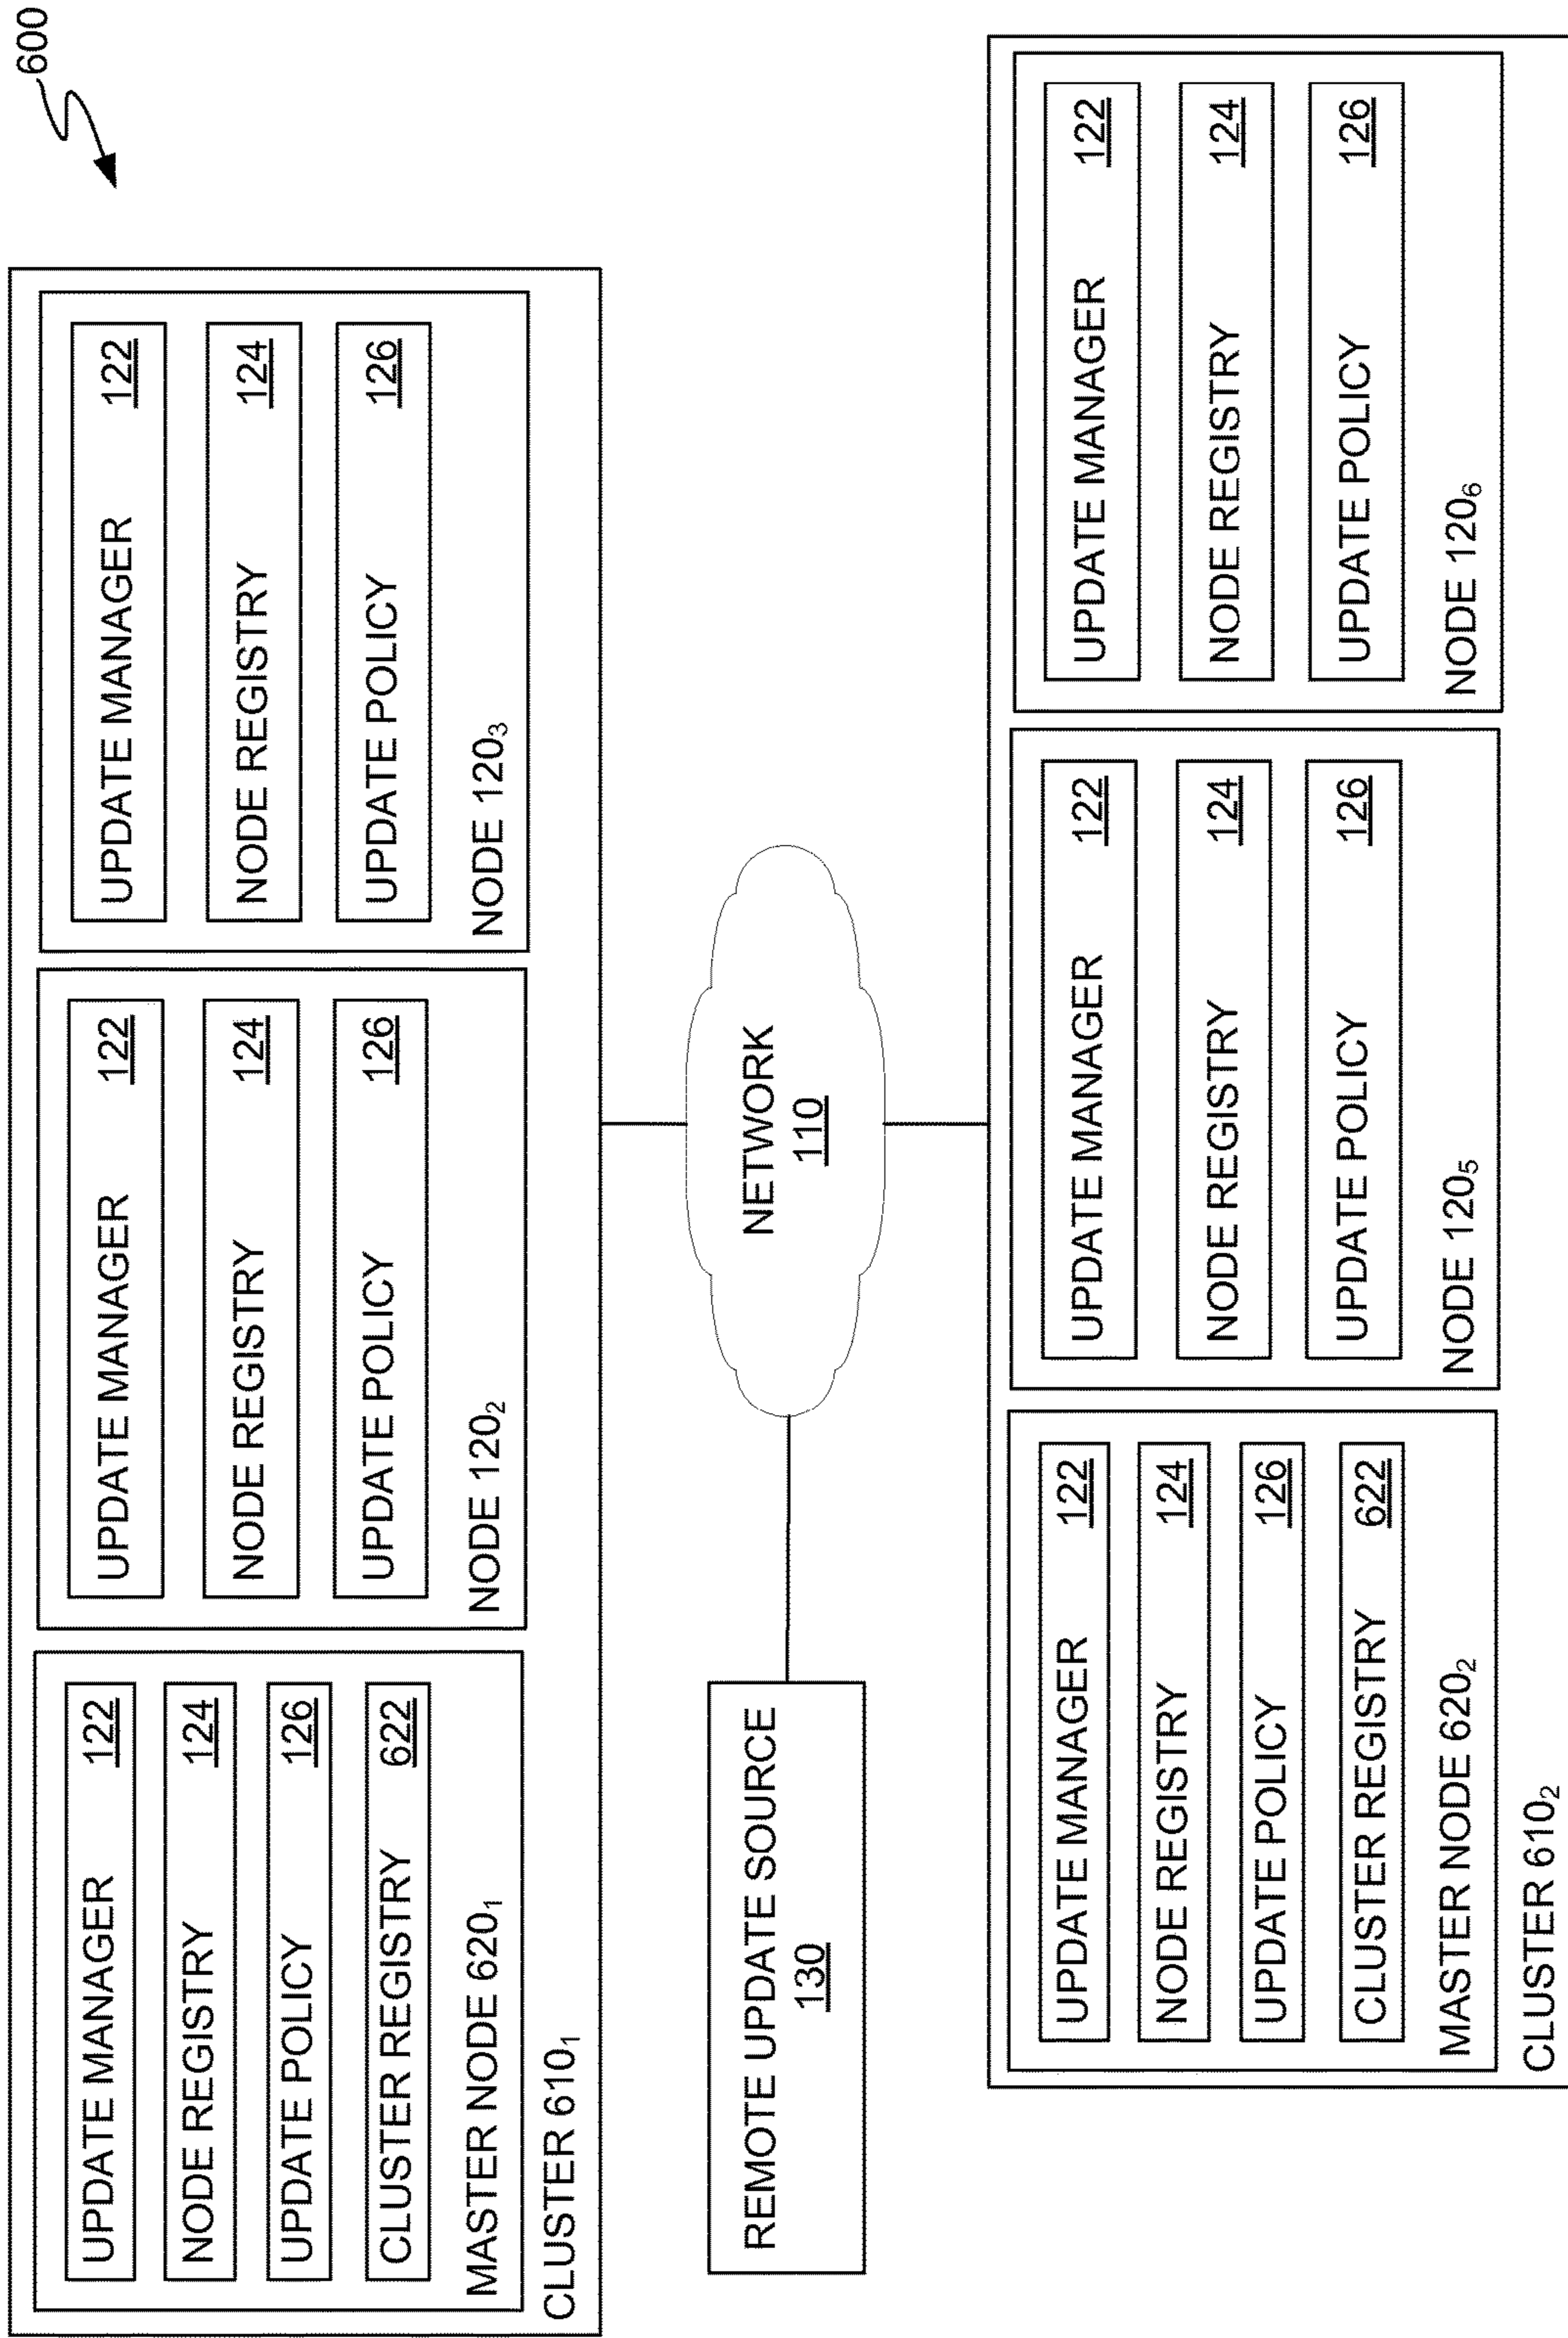 600
UPDATE MANAGER 122
NODE REGISTRY 124
UPDATE POLICY 126
CLUSTER REGISTRY 622
MASTER NODE 620₁
UPDATE MANAGER 122
NODE REGISTRY 124
UPDATE POLICY 126
NODE 120₂
UPDATE MANAGER 122
NODE REGISTRY 124
UPDATE POLICY 126
NODE 120₃
CLUSTER 610₁
REMOTE UPDATE SOURCE
130
NETWORK
110
UPDATE MANAGER 122
NODE REGISTRY 124
UPDATE POLICY 126
CLUSTER REGISTRY 622
MASTER NODE 620₂
UPDATE MANAGER 122
NODE REGISTRY 124
UPDATE POLICY 126
NODE 120₅
UPDATE MANAGER 122
NODE REGISTRY 124
UPDATE POLICY 126
NODE 120₆
CLUSTER 610₂